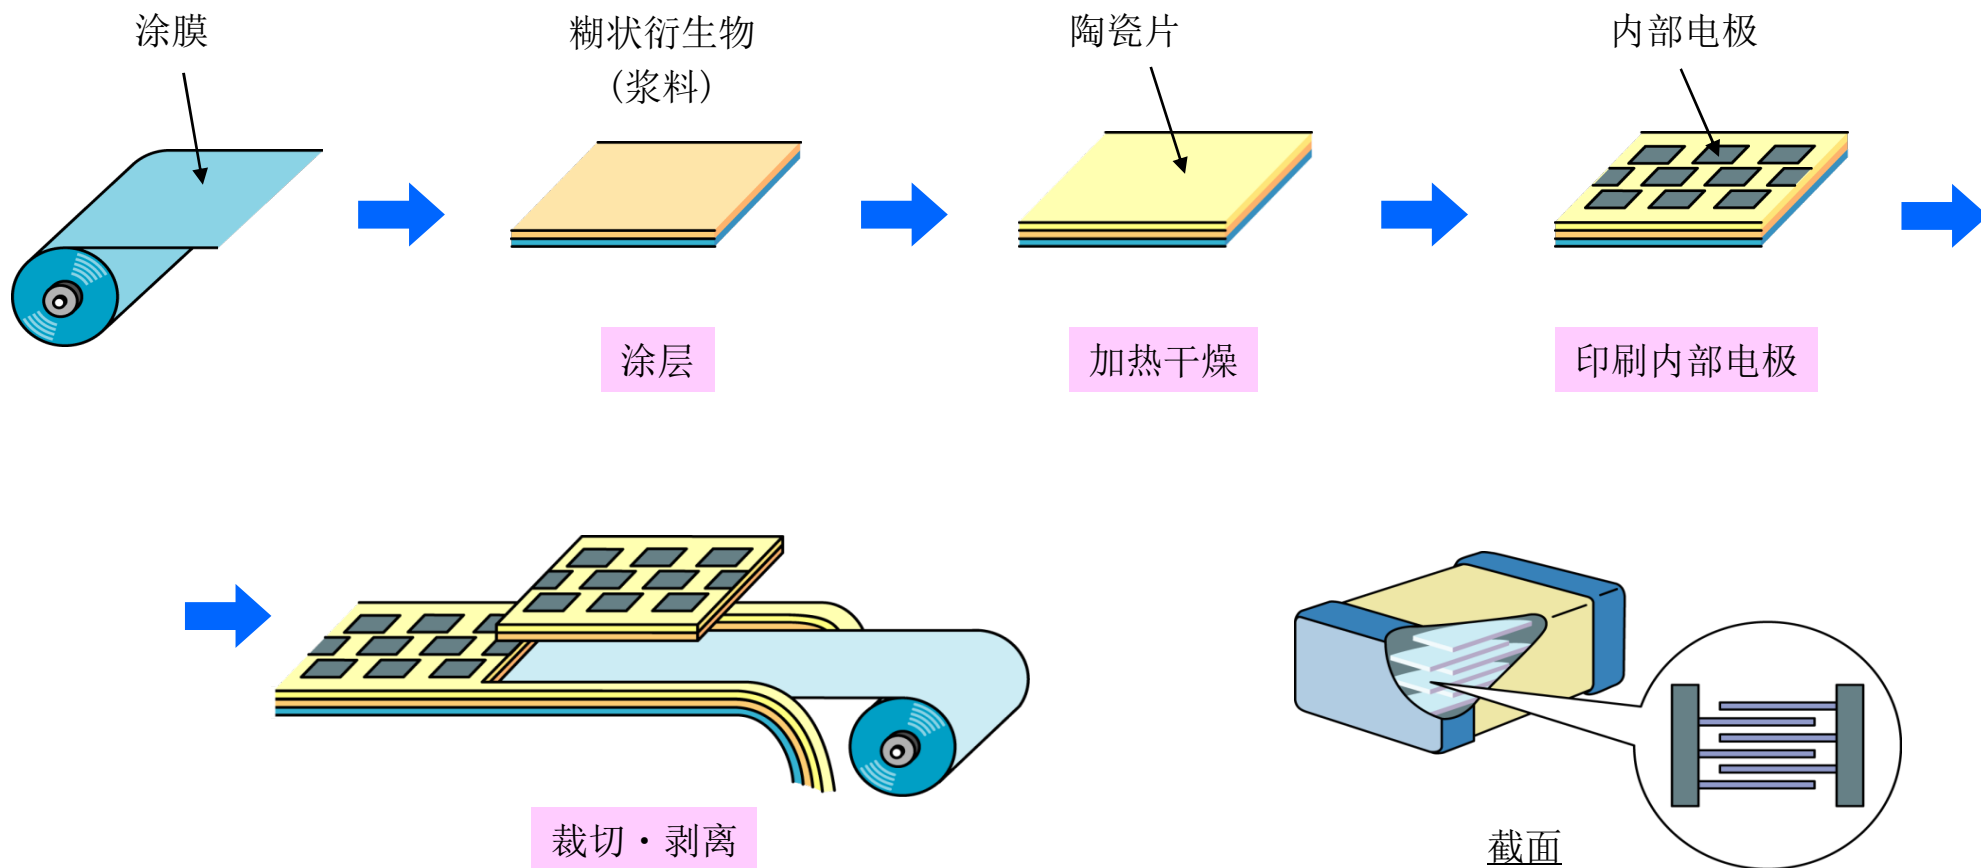 涂膜
糊状衍生物
(浆料)
陶瓷片
内部电极
涂层
加热干燥
印刷内部电极
裁切・剥离
截面